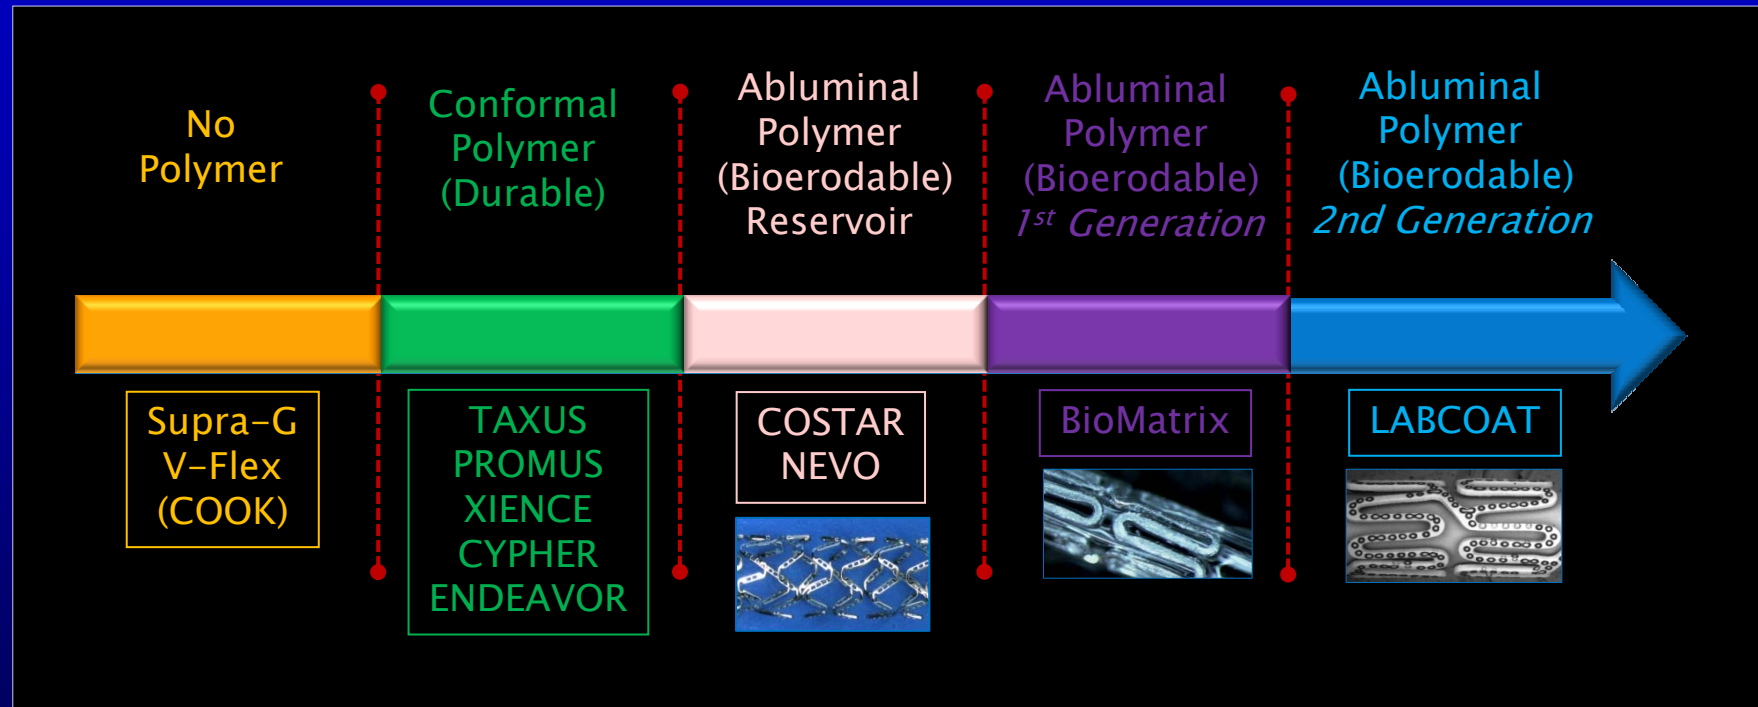 No
Polymer
Conformal
Polymer
(Durable)
Abluminal
Polymer
(Bioerodable)
Reservoir
Abluminal
Polymer
(Bioerodable)
1st Generation
Abluminal
Polymer
(Bioerodable)
2nd Generation
Supra-G
V-Flex
(COOK)
TAXUS
PROMUS
XIENCE
CYPHER
ENDEAVOR
COSTAR
NEVO
BioMatrix
LABCOAT